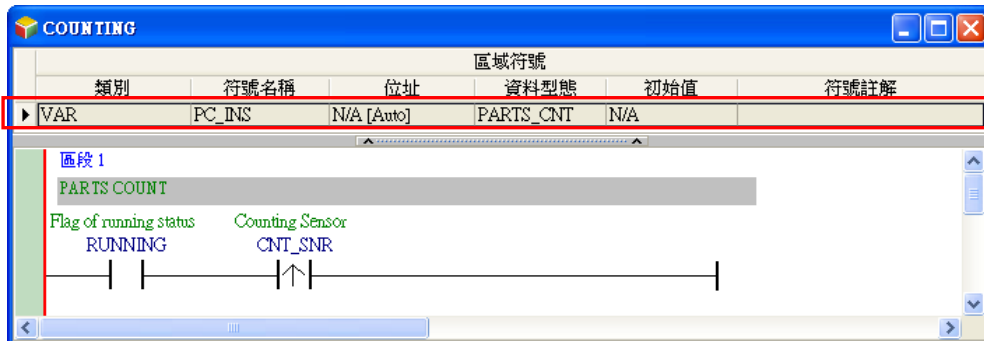 COUNTING
區域符號
類別 符號名稱 位址 資料型態 初始值 符號註解
VAR PC_INS N/A [Auto] PARTS_CNT N/A
區段 1
PARTS COUNT
Flag of running status Counting Sensor
RUNNING CNT_SNR